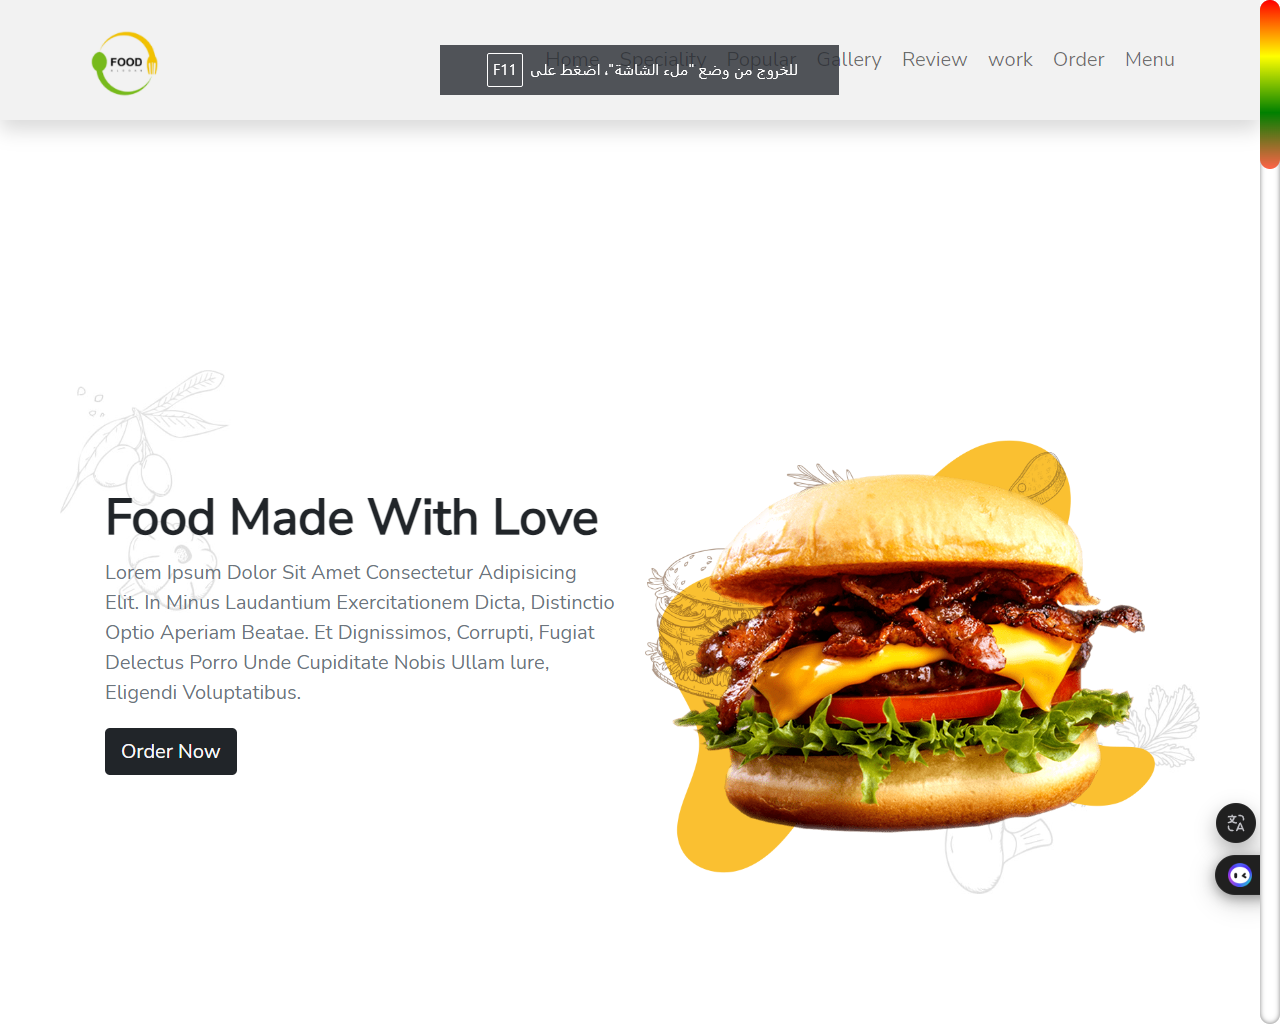 FOOD
Home Speciality Popular Gallery Review work Order Menu
للخروج من وضع "ملء الشاشة"، اضغط على F11
Food Made With Love
Lorem Ipsum Dolor Sit Amet Consectetur Adipisicing
Elit. In Minus Laudantium Exercitationem Dicta, Distinctio
Optio Aperiam Beatae. Et Dignissimos, Corrupti, Fugiat
Delectus Porro Unde Cupiditate Nobis Ullam Iure,
Eligendi Voluptatibus.
Order Now